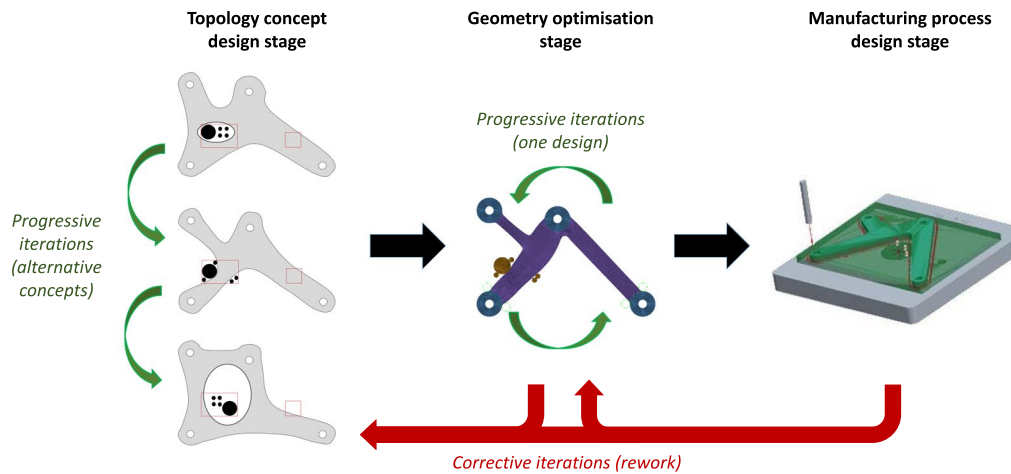 Topology concept
design stage
Geometry optimisation
stage
Manufacturing process
design stage
Progressive iterations
(one design)
Progressive
iterations
(alternative
concepts)
Corrective iterations (rework)